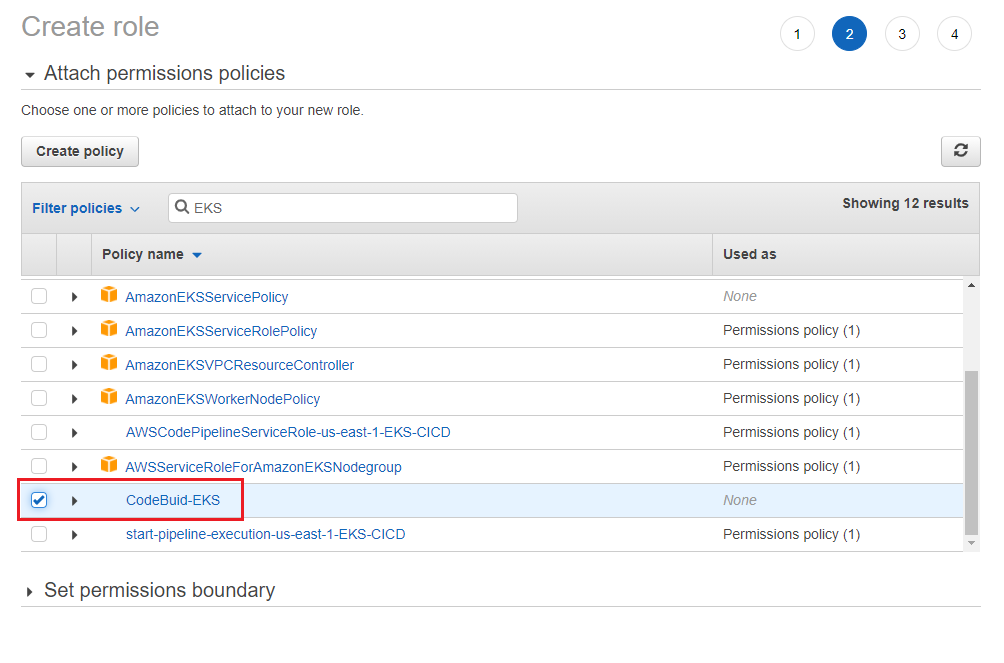 Create role
1 2 3 4
Attach permissions policies
Choose one or more policies to attach to your new role.
Create policy
Filter policies EKS Showing 12 results
Policy name Used as
AmazonEKSServicePolicy None
AmazonEKSServiceRolePolicy Permissions policy (1)
AmazonEKSVPCResourceController Permissions policy (1)
AmazonEKSWorkerNodePolicy Permissions policy (1)
AWSCodePipelineServiceRole-us-east-1-EKS-CICD Permissions policy (1)
AWSServiceRoleForAmazonEKSNodegroup Permissions policy (1)
CodeBuid-EKS None
start-pipeline-execution-us-east-1-EKS-CICD Permissions policy (1)
Set permissions boundary